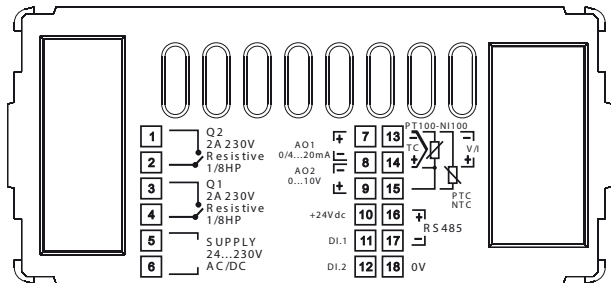 1
Q2
2A 230V
2
Resistive
1/8HP
3
Q1
2A 230V
4
Resistive
1/8HP
5
SUPPLY
24...230V
6
AC/DC
AO1
0/4...20mA
AO2
0...10V
+24Vdc
DI.1
DI.2
+
-
-
+
7 13
8 14
9 15
10 16
11 17
12 18
PT100-NI100
-
TC
+
-
V/I
+
PTC
NTC
+
RS485
-
0V